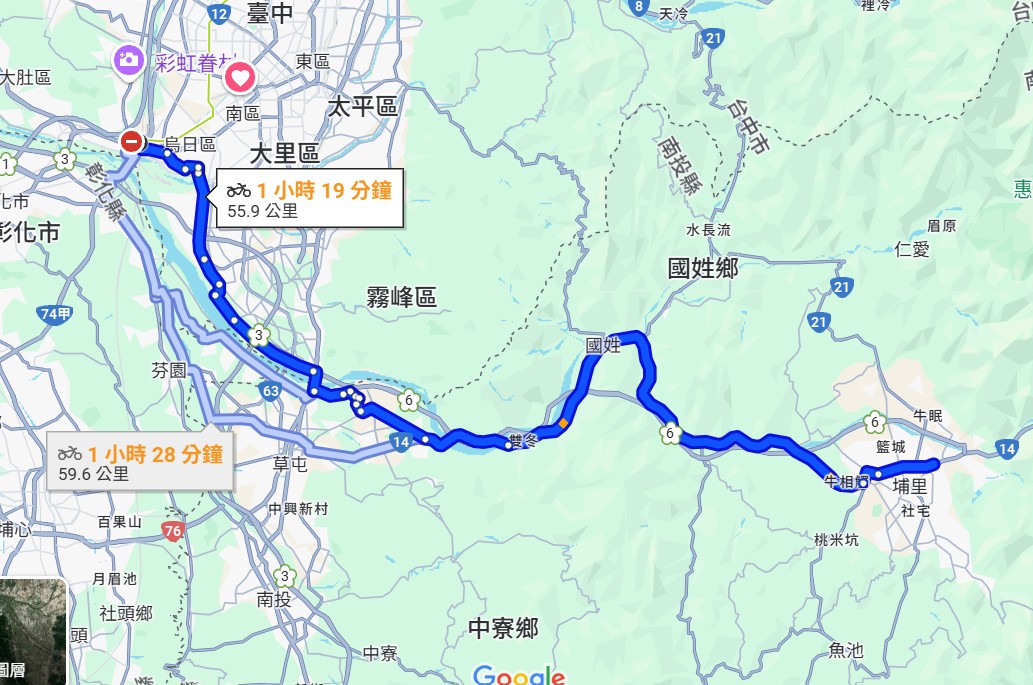 臺中
12
8
天冷
裡冷
21
東區
彩虹眷村
大肚區
南區
太平區
台中市
烏日區
大里區
1
3
南投縣
彰化縣
1 小時 19 分鐘
55.9 公里
惠
化市
彰化市
水長流
眉原
仁愛
國姓鄉
霧峰區
21
74甲
21
3
國姓
芬園
63
6
牛眠
6
6
雙冬
14
籃城
14
1 小時 28 分鐘
59.6 公里
草屯
牛相觸
埔里
中興新村
社宅
百果山
埔心
76
桃米坑
月眉池
3
南投
社頭鄉
頭
中寮鄉
中寮
魚池
圖層
Google